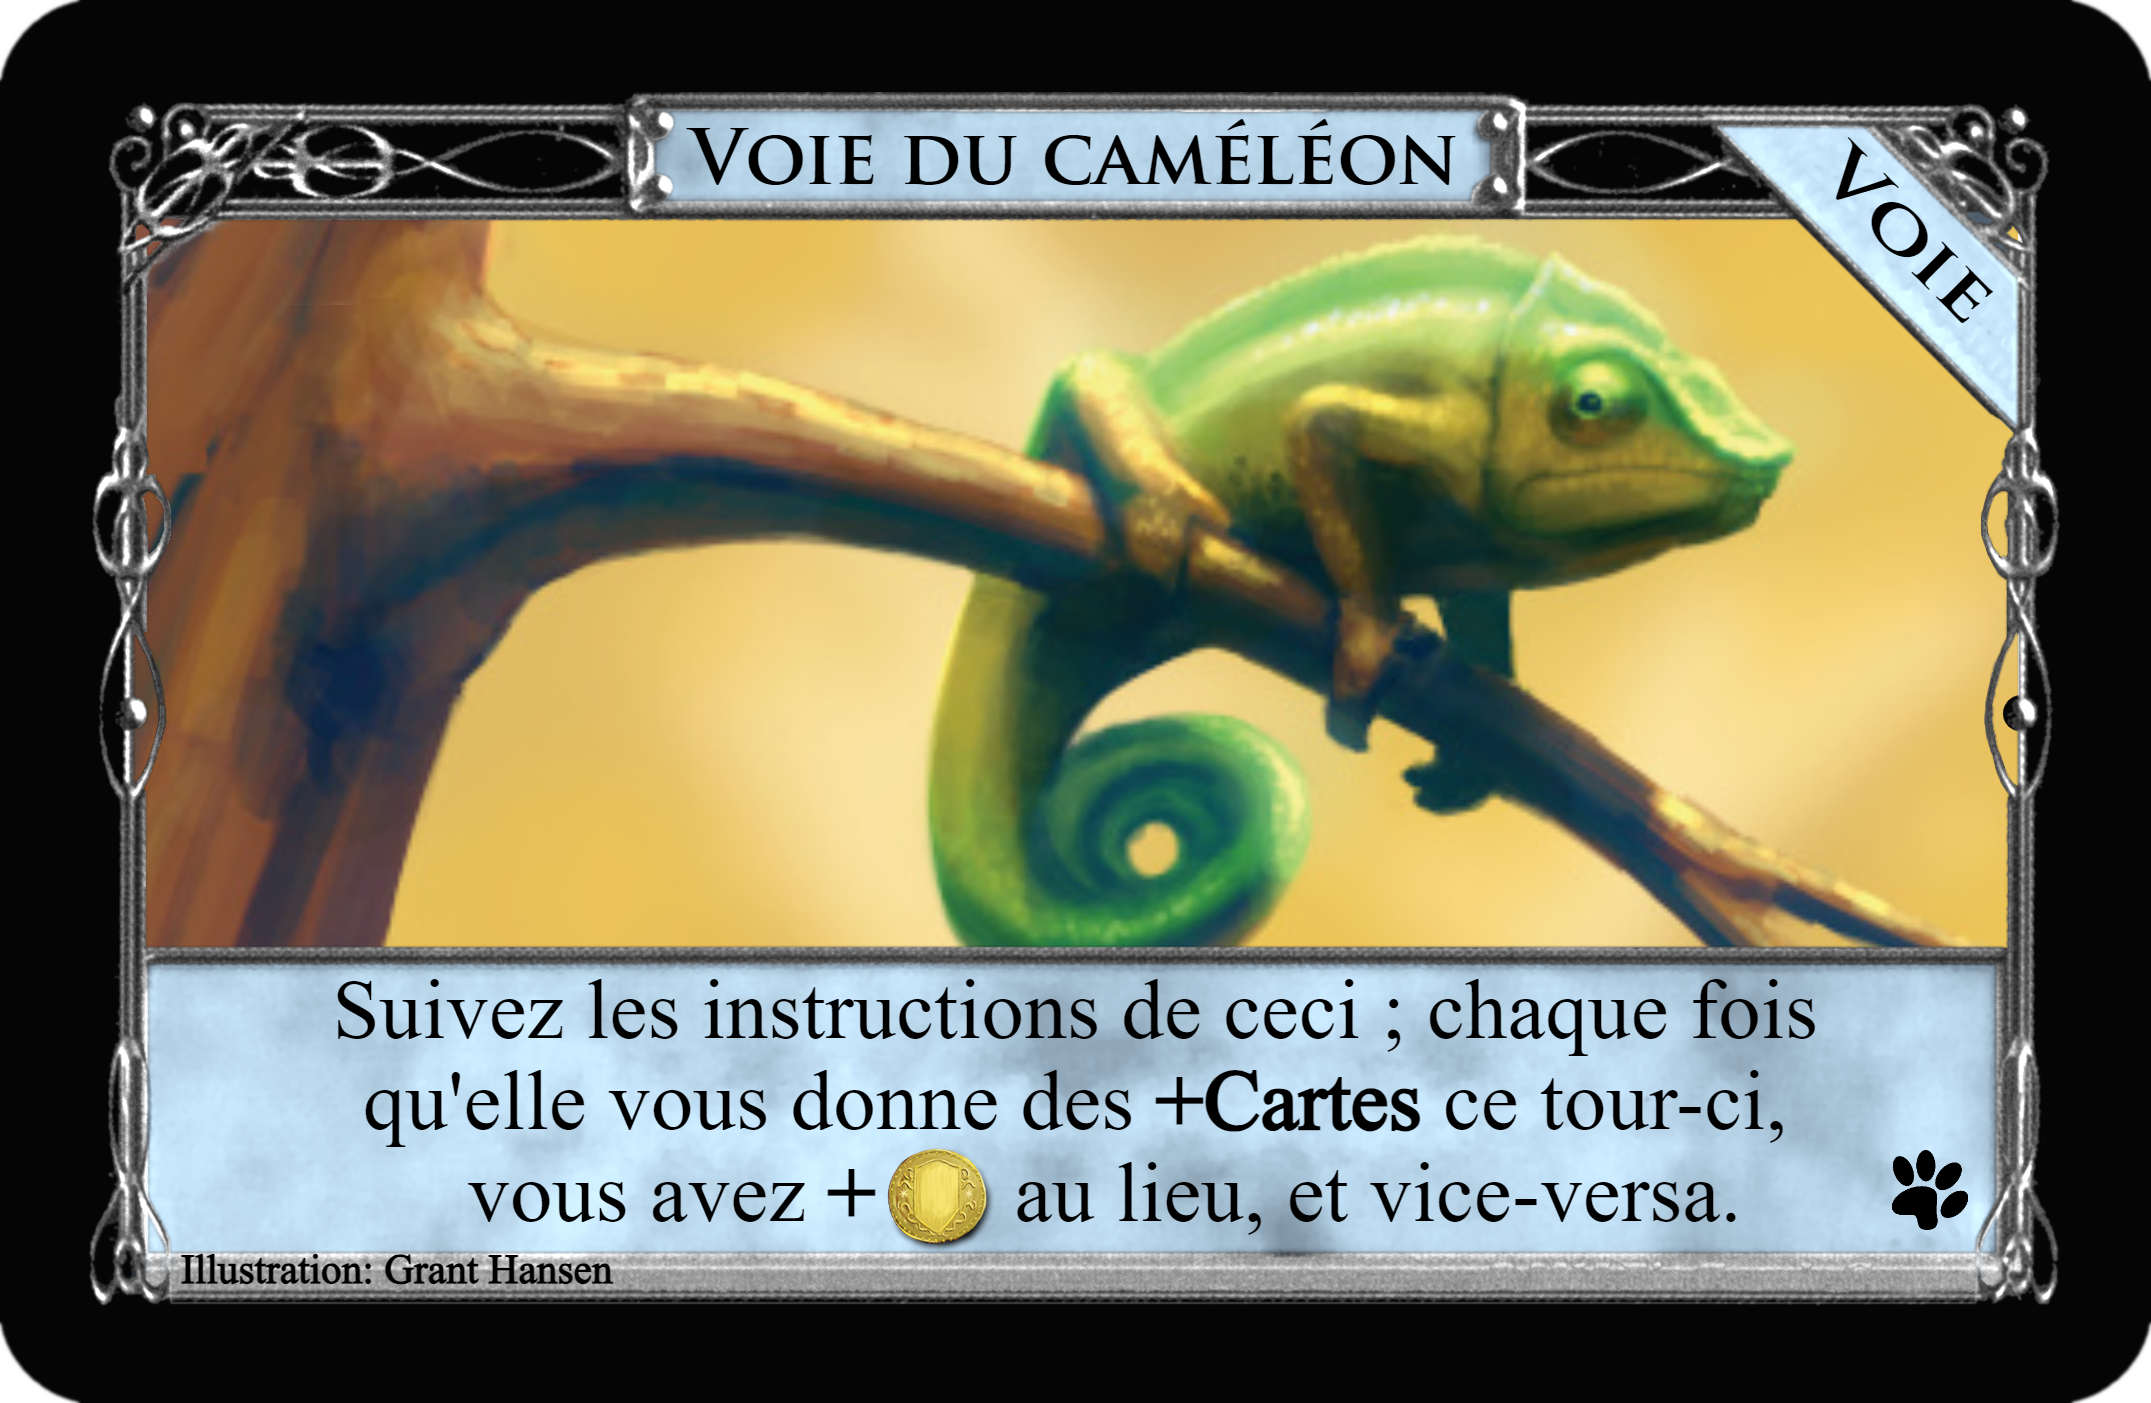 VOIE DU CAMÉLÉON
VOIE
Suivez les instructions de ceci ; chaque fois
qu'elle vous donne des +Cartes ce tour-ci,
vous avez + au lieu, et vice-versa.
Illustration: Grant Hansen